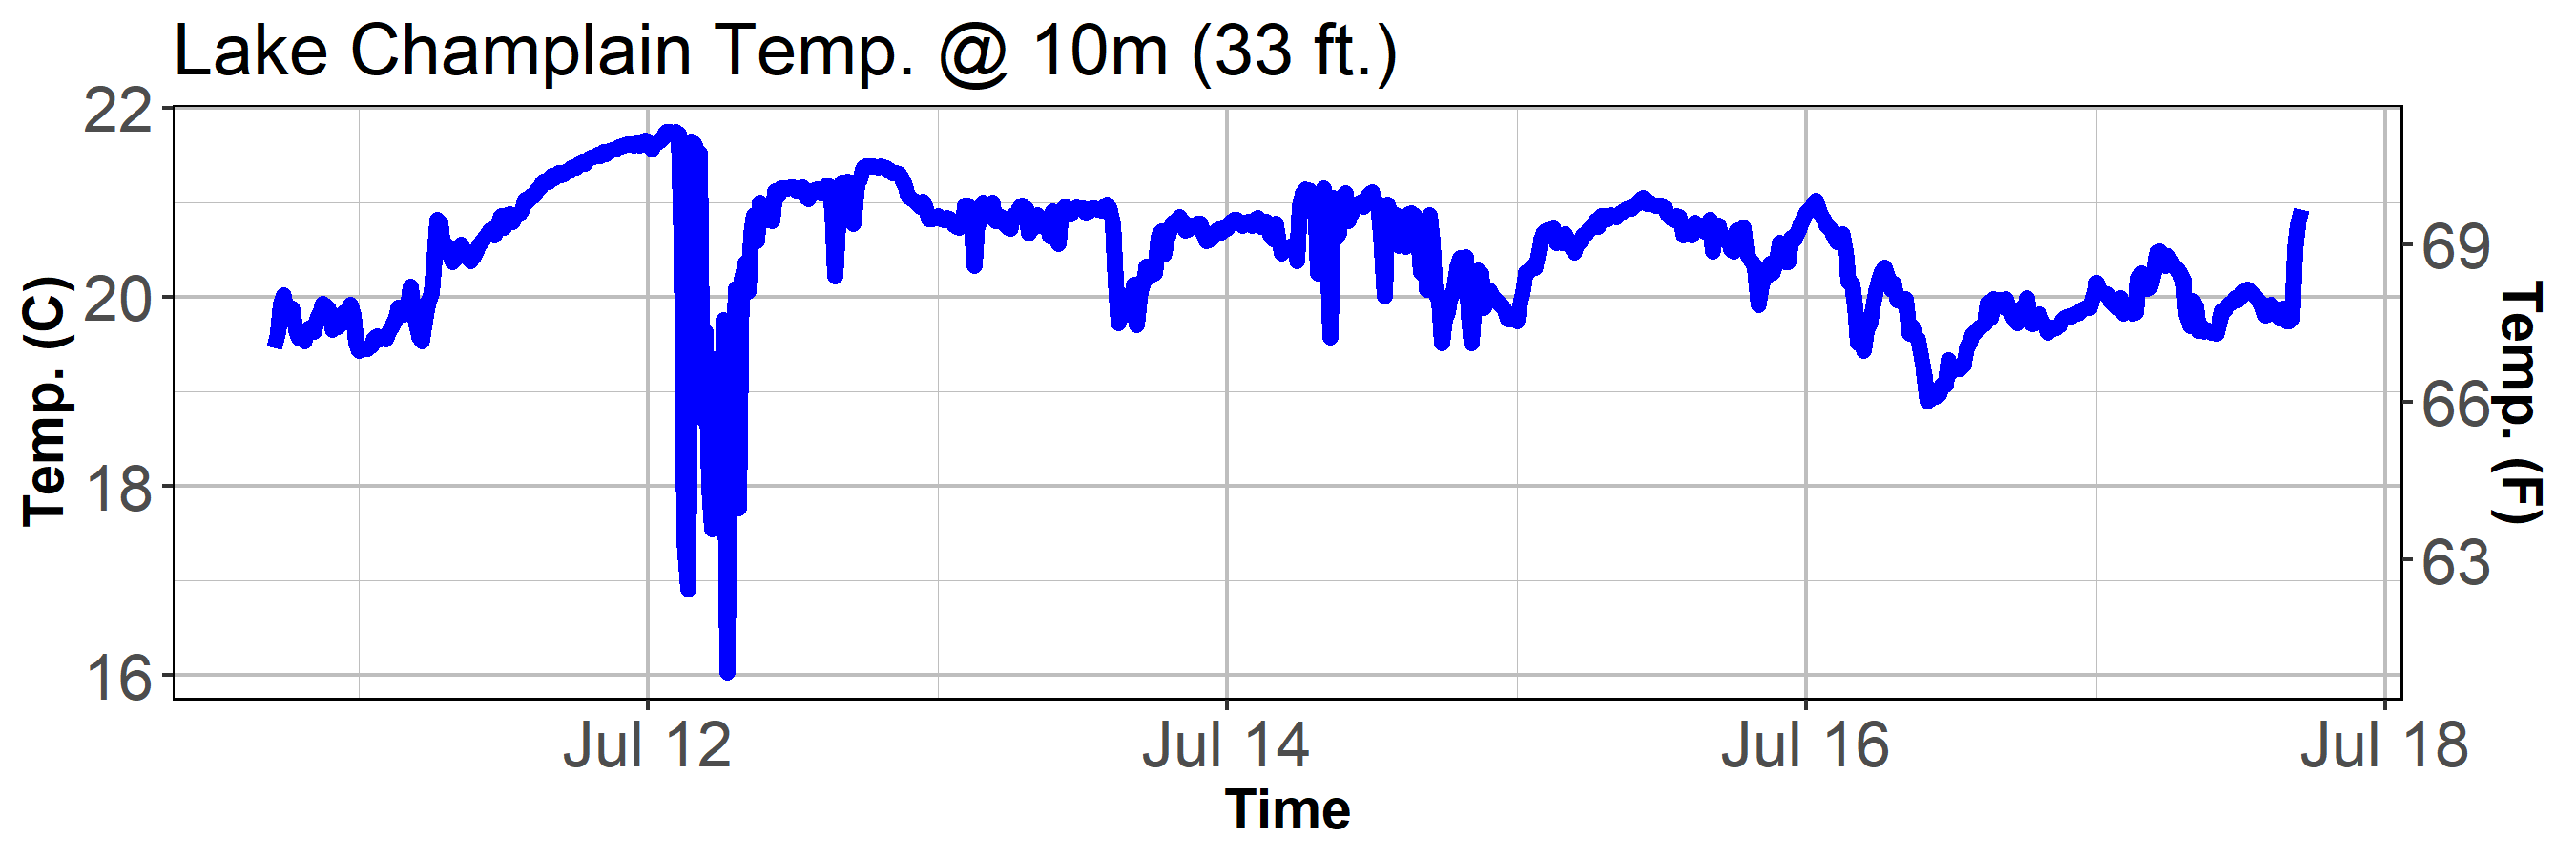 Lake Champlain Temp. @ 10m (33 ft.)
22
20
18
16
Temp. (C)
69
66
63
Temp. (F)
Jul 12
Jul 14
Jul 16
Jul 18
Time